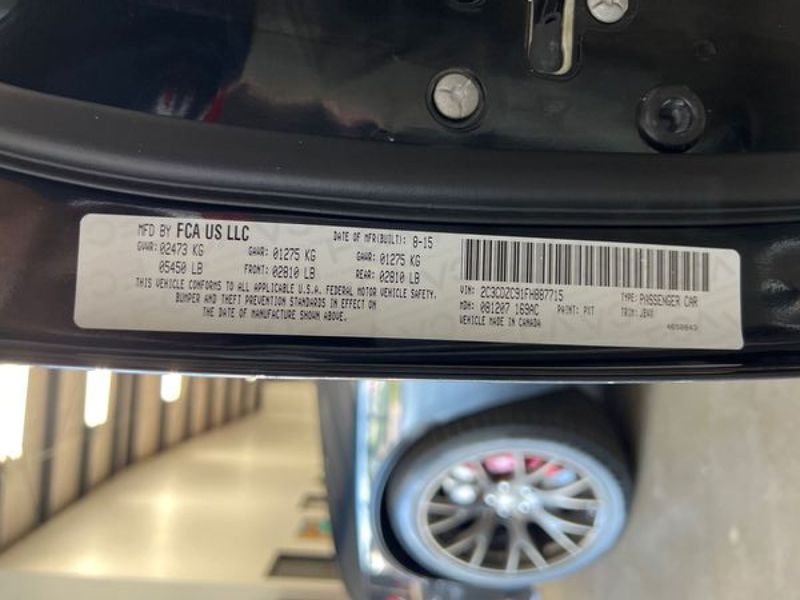 MFD BY FCA US LLC DATE OF MFR(BUILT): 8-15
GVWR: 02473 KG GAWR: 01275 KG GAWR: 01275 KG
05450 LB FRONT: 02810 LB REAR: 02810 LB
THIS VEHICLE CONFORMS TO ALL APPLICABLE U.S.A. FEDERAL MOTOR VEHICLE SAFETY,
BUMPER AND THEFT PREVENTION STANDARDS IN EFFECT ON
THE DATE OF MANUFACTURE SHOWN ABOVE.
VIN: 2C3CDZC91FH887715 TYPE: PASSENGER CAR
MDH: 081207 169AC PAINT: PXT TRIM:
VEHICLE MADE IN CANADA